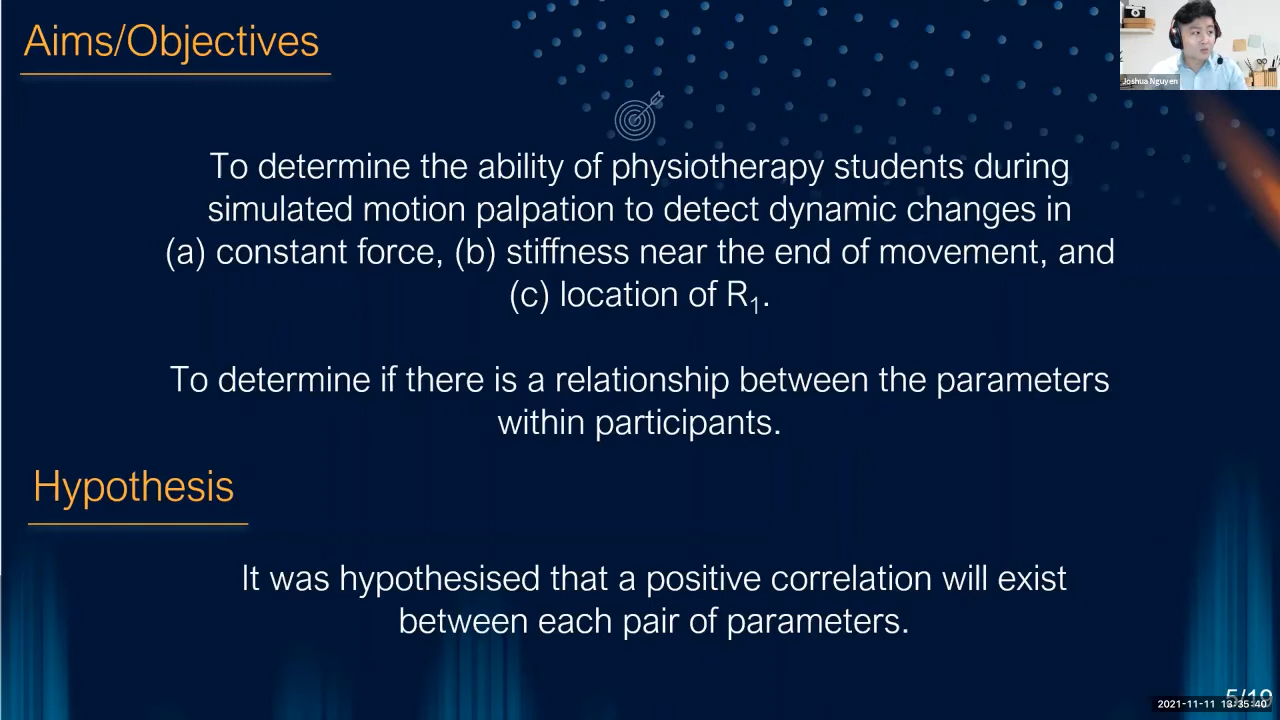 Aims/Objectives
Joshua Nguyen
To determine the ability of physiotherapy students during
simulated motion palpation to detect dynamic changes in
(a) constant force, (b) stiffness near the end of movement, and
(c) location of R₁.
To determine if there is a relationship between the parameters
within participants.
Hypothesis
It was hypothesised that a positive correlation will exist
between each pair of parameters.
5/19
2021-11-11 13:35:40